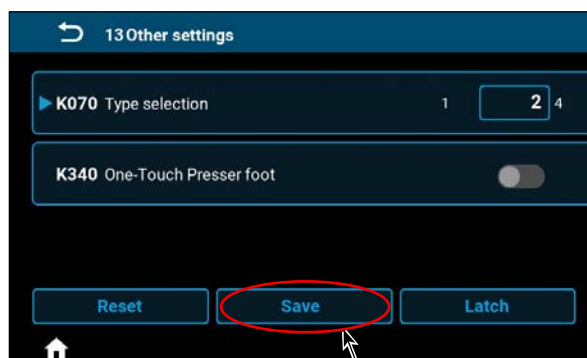 13 Other settings
K070 Type selection 1 2 4
K340 One-Touch Presser foot
Reset Save Latch